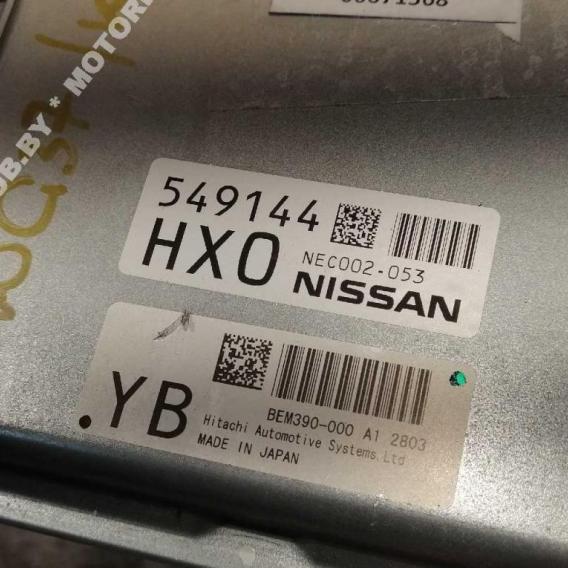 549144
HX0 NEC002-053
NISSAN
.YB BEM390-000 A1 2803
Hitachi Automotive Systems,Ltd
MADE IN JAPAN